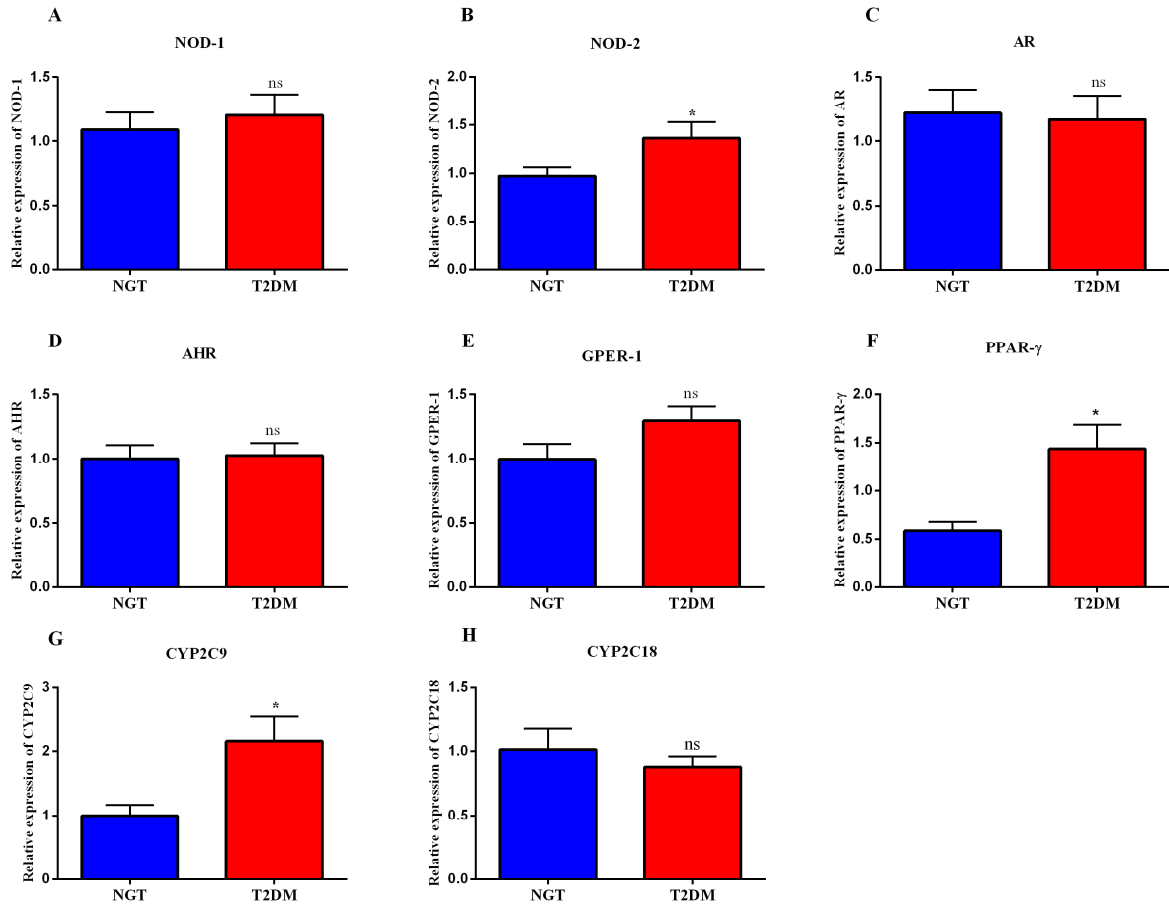 A
NOD-1
Relative expression of NOD-1
1.5
1.0
0.5
0.0
ns
NGT
T2DM
B
NOD-2
Relative expression of NOD-2
2.0
1.5
1.0
0.5
0.0
*
NGT
T2DM
C
AR
Relative expression of AR
1.5
1.0
0.5
0.0
ns
NGT
T2DM
D
AHR
Relative expression of AHR
1.5
1.0
0.5
0.0
ns
NGT
T2DM
E
GPER-1
Relative expression of GPER-1
1.5
1.0
0.5
0.0
ns
NGT
T2DM
F
PPAR-γ
Relative expression of PPAR-γ
2.0
1.5
1.0
0.5
0.0
*
NGT
T2DM
G
CYP2C9
Relative expression of CYP2C9
3
2
1
0
*
NGT
T2DM
H
CYP2C18
Relative expression of CYP2C18
1.5
1.0
0.5
0.0
ns
NGT
T2DM